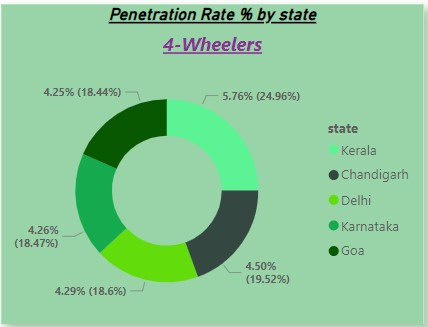 Penetration Rate % by state
4-Wheelers
4.25% (18.44%)
5.76% (24.96%)
state
Kerala
Chandigarh
Delhi
Karnataka
Goa
4.26%
(18.47%)
4.29% (18.6%)
4.50%
(19.52%)